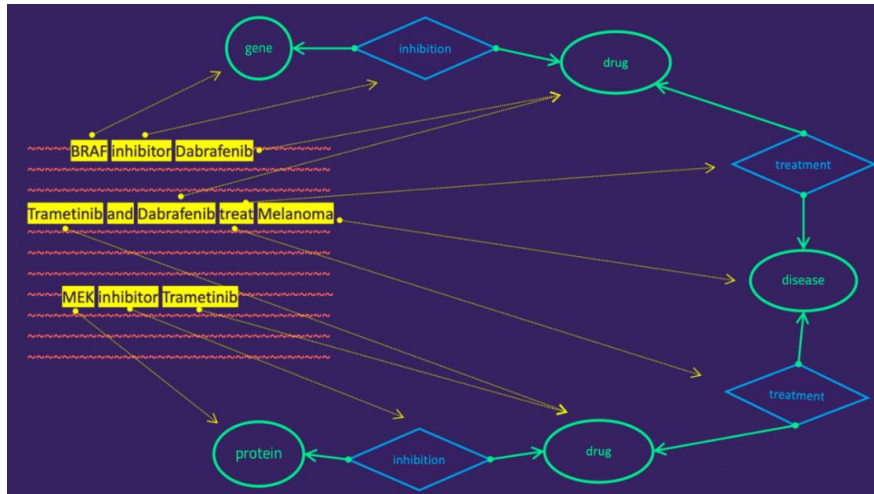 gene
inhibition
drug
BRAF inhibitor Dabrafenib
treatment
Trametinib and Dabrafenib treat Melanoma
disease
MEK inhibitor Trametinib
treatment
protein
inhibition
drug